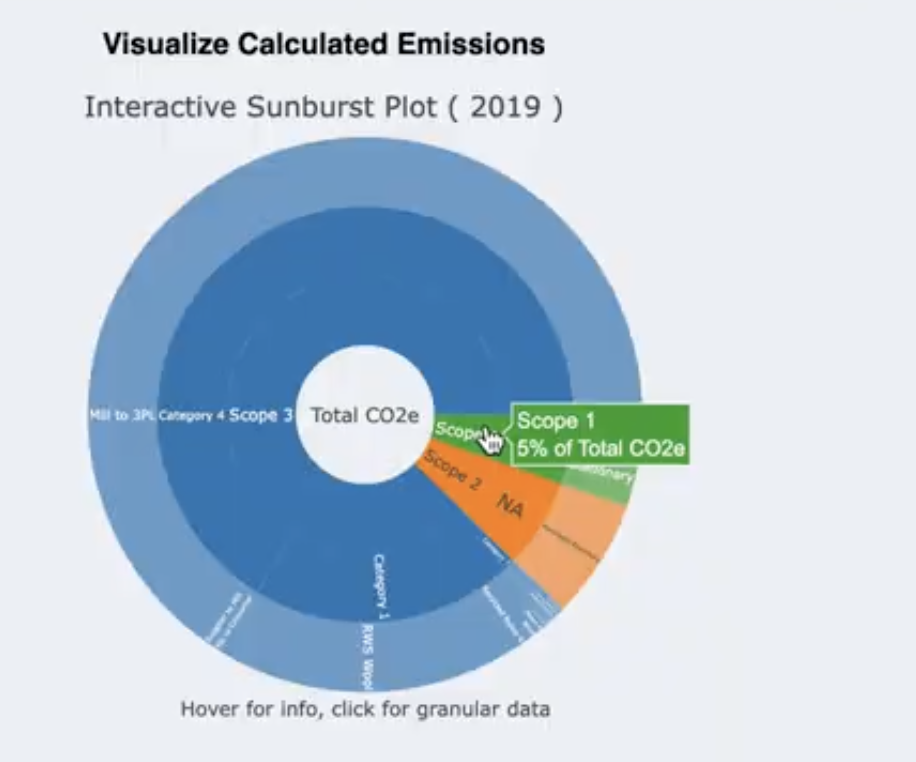 Visualize Calculated Emissions
Interactive Sunburst Plot ( 2019 )
Mill to 3PL Category 4 Scope 3
Total CO2e
Scope
Scope 1
5% of Total CO2e
Scope 2 NA
Category 1 RWS Wool
Hover for info, click for granular data